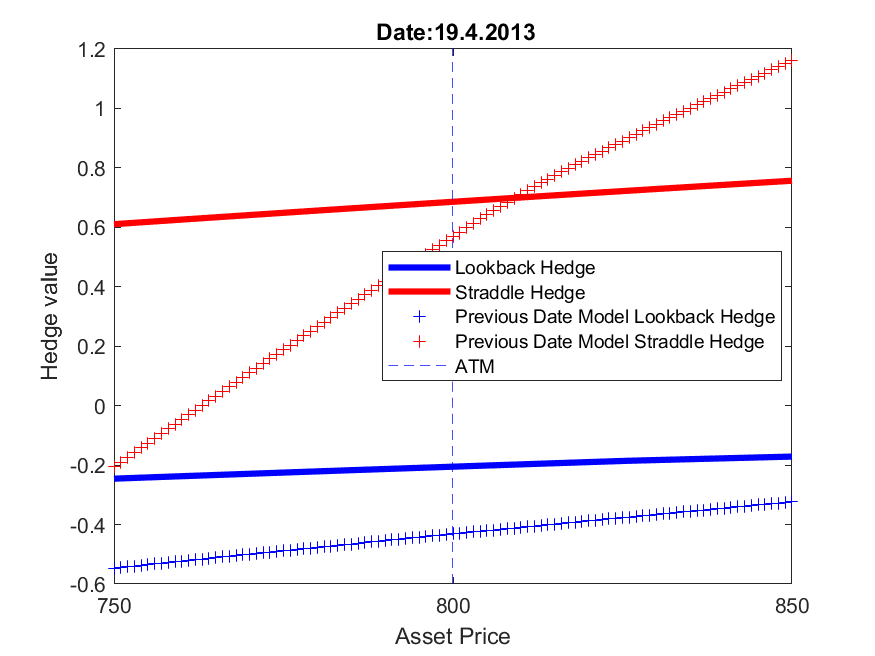 Date:19.4.2013
Hedge value
1.2
1
0.8
0.6
0.4
0.2
0
-0.2
-0.4
-0.6
Lookback Hedge
Straddle Hedge
Previous Date Model Lookback Hedge
Previous Date Model Straddle Hedge
ATM
750
800
850
Asset Price